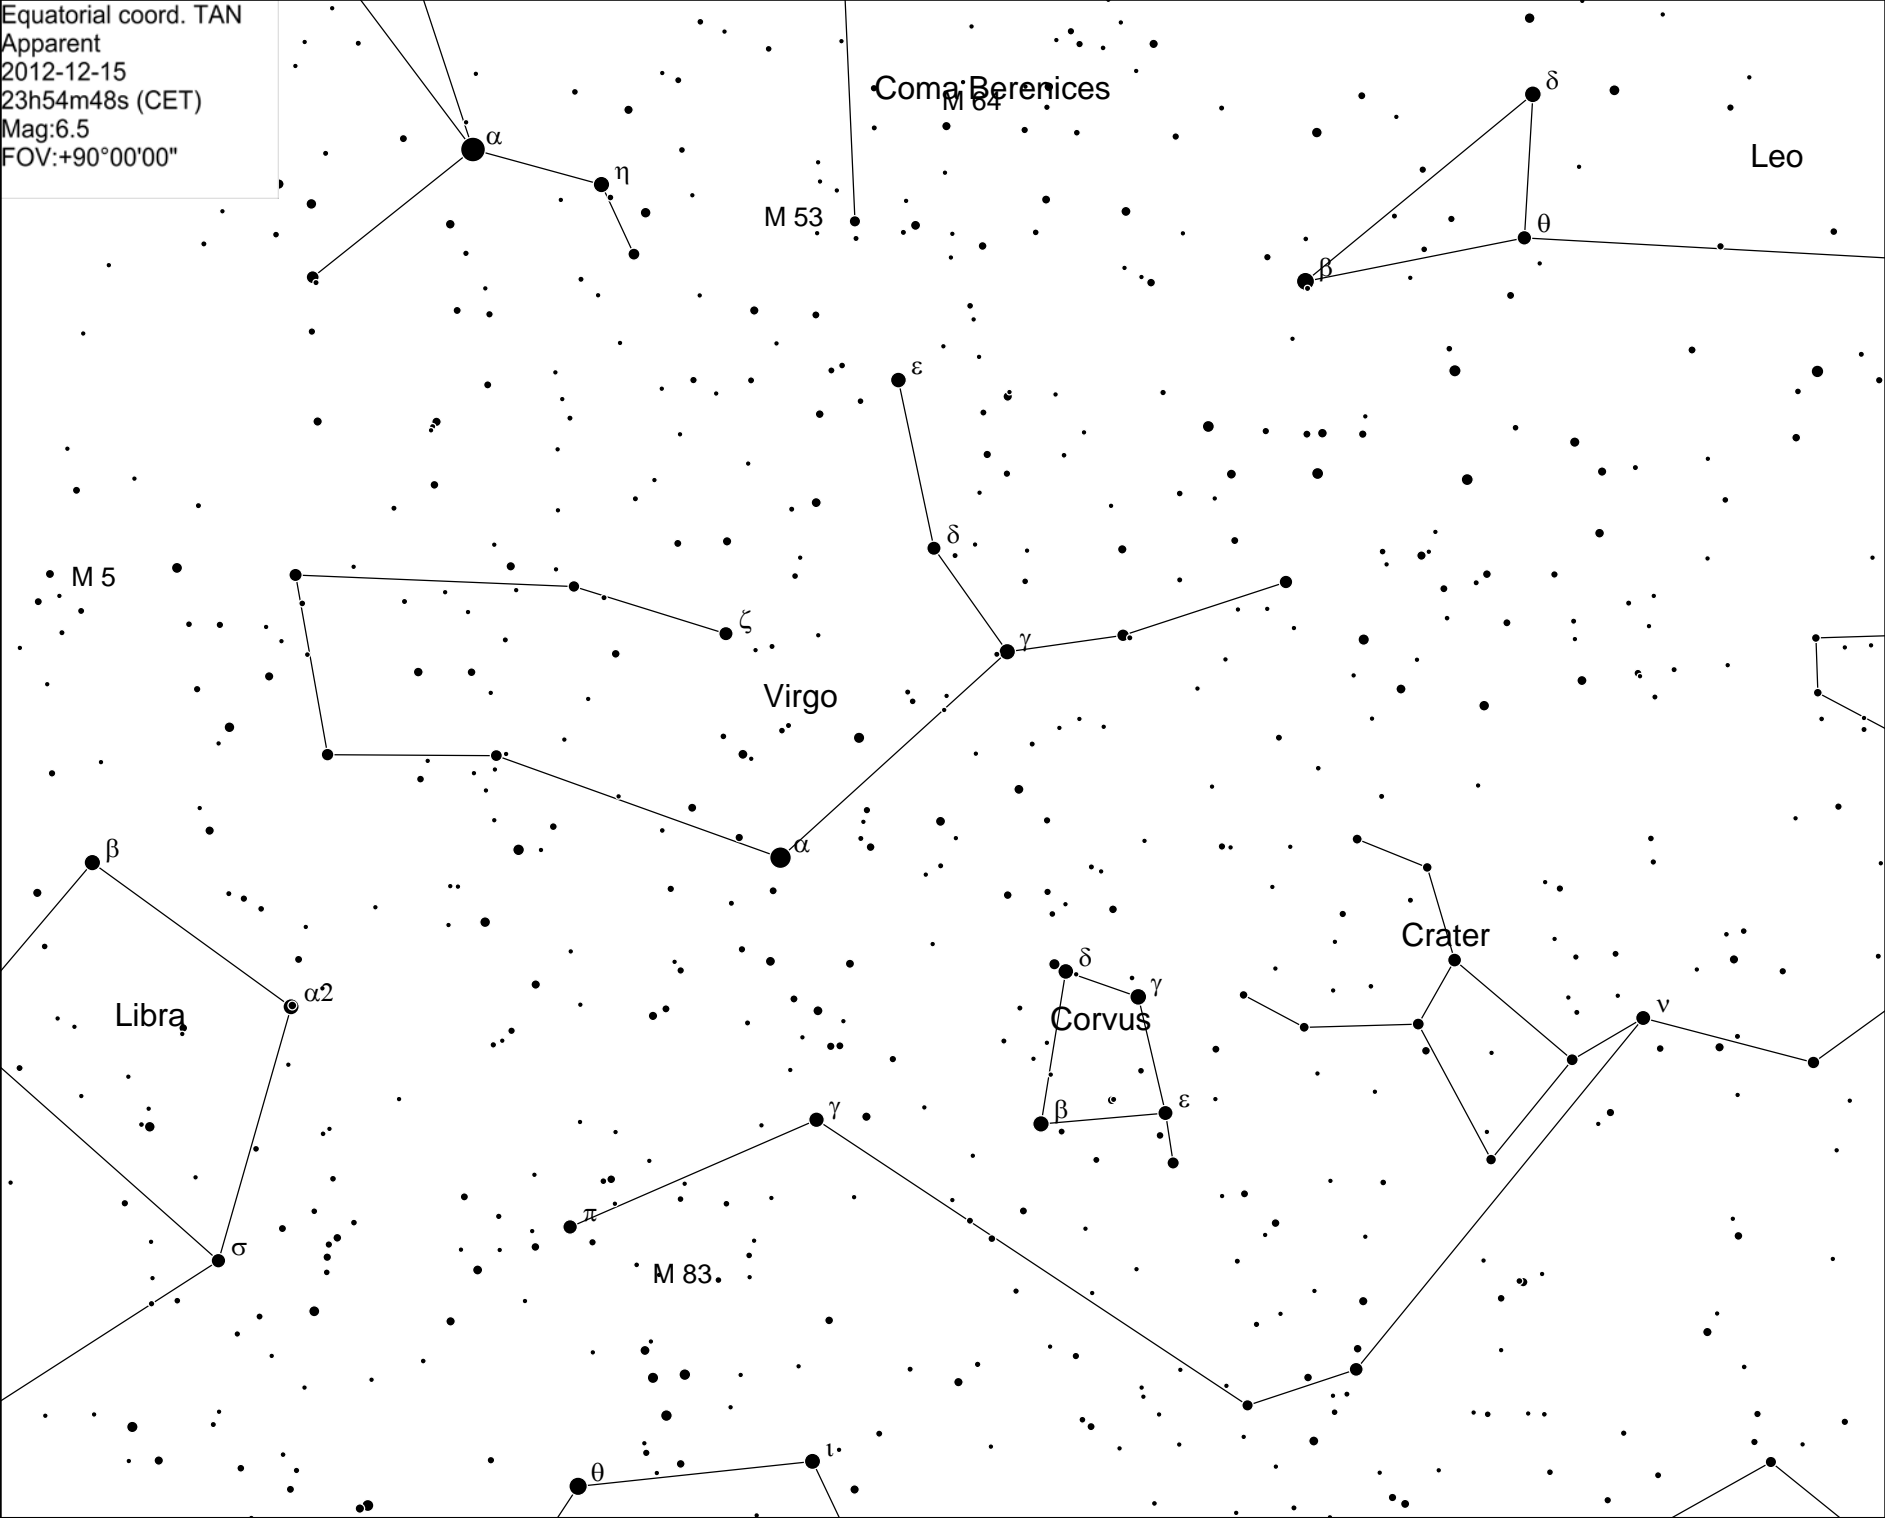 Equatorial coord. TAN
Apparent
2012-12-15
23h54m48s (CET)
Mag:6.5
FOV:+90°00'00"
δ
Coma Berenices
M 64
α
Leo
η
M 53
θ
β
ε
δ
M 5
ζ
γ
Virgo
α
β
Crater
δ
γ
α2
ν
Libra
Corvus
ε
β
γ
π
σ
M 83
ι
θ